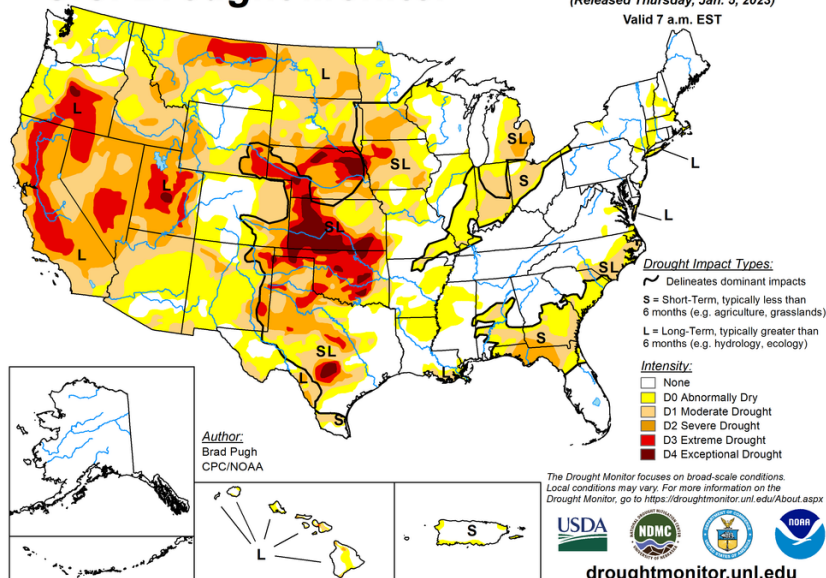 (Released Thursday, Jan. 5, 2023)
Valid 7 a.m. EST
L
L
SL
SL
S
L
L
L
SL
L
SL
S
SL
L
L
S
Drought Impact Types:
Delineates dominant impacts
S = Short-Term, typically less than
6 months (e.g. agriculture, grasslands)
L = Long-Term, typically greater than
6 months (e.g. hydrology, ecology)
Intensity:
None
D0 Abnormally Dry
D1 Moderate Drought
D2 Severe Drought
D3 Extreme Drought
D4 Exceptional Drought
Author:
Brad Pugh
CPC/NOAA
L
S
The Drought Monitor focuses on broad-scale conditions.
Local conditions may vary. For more information on the
Drought Monitor, go to https://droughtmonitor.unl.edu/About.aspx
USDA
NDMC
NOAA
droughtmonitor.unl.edu